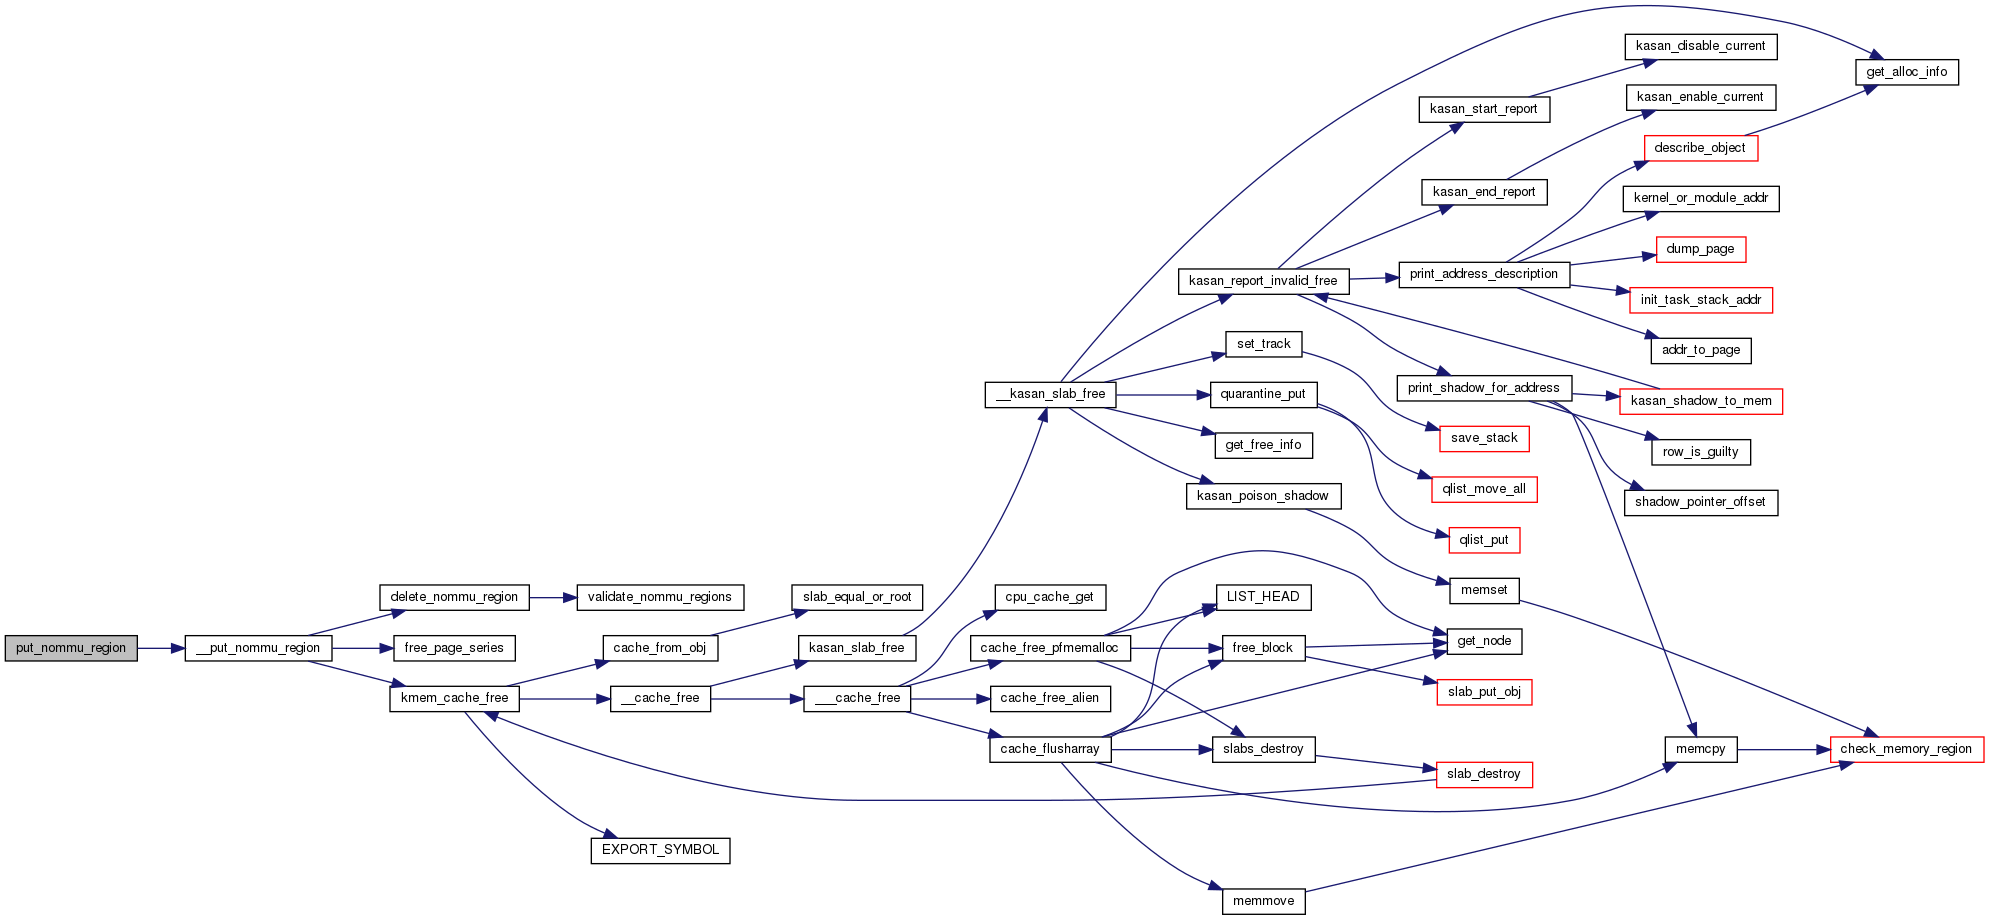 put_nommu_region
__put_nommu_region
delete_nommu_region
free_page_series
kmem_cache_free
validate_nommu_regions
cache_from_obj
__cache_free
EXPORT_SYMBOL
slab_equal_or_root
kasan_slab_free
___cache_free
__kasan_slab_free
cpu_cache_get
cache_free_pfmemalloc
cache_free_alien
cache_flusharray
kasan_report_invalid_free
set_track
quarantine_put
get_free_info
kasan_poison_shadow
LIST_HEAD
free_block
slabs_destroy
memmove
kasan_start_report
kasan_end_report
print_address_description
print_shadow_for_address
save_stack
qlist_move_all
qlist_put
memset
get_node
slab_put_obj
slab_destroy
kasan_disable_current
kasan_enable_current
describe_object
kernel_or_module_addr
dump_page
init_task_stack_addr
addr_to_page
kasan_shadow_to_mem
row_is_guilty
shadow_pointer_offset
memcpy
get_alloc_info
check_memory_region